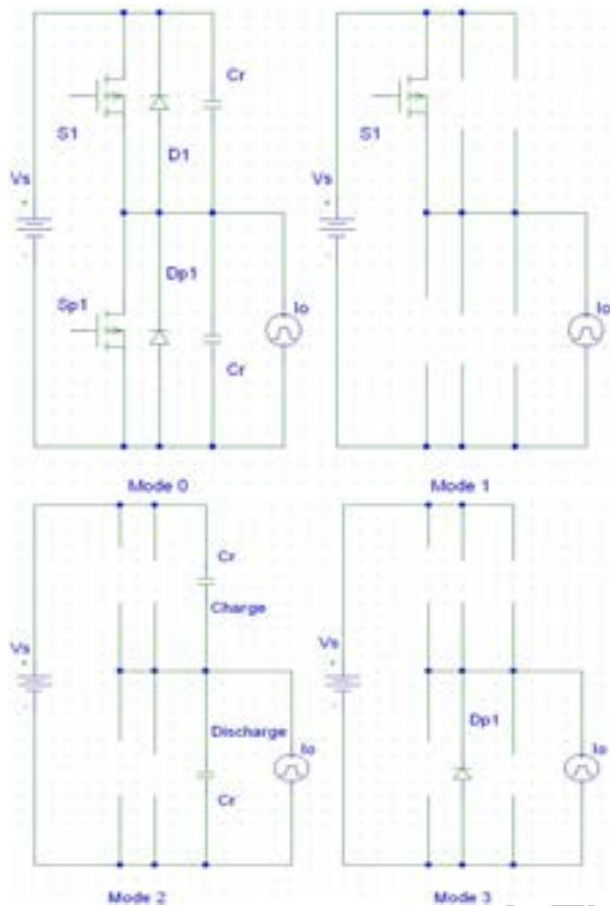 Cr
S1
D1
Vs
Dp1
Sp1
Io
Cr
Mode 0
S1
Vs
Io
Mode 1
Cr
Charge
Vs
Discharge
Io
Cr
Mode 2
Vs
Dp1
Io
Mode 3